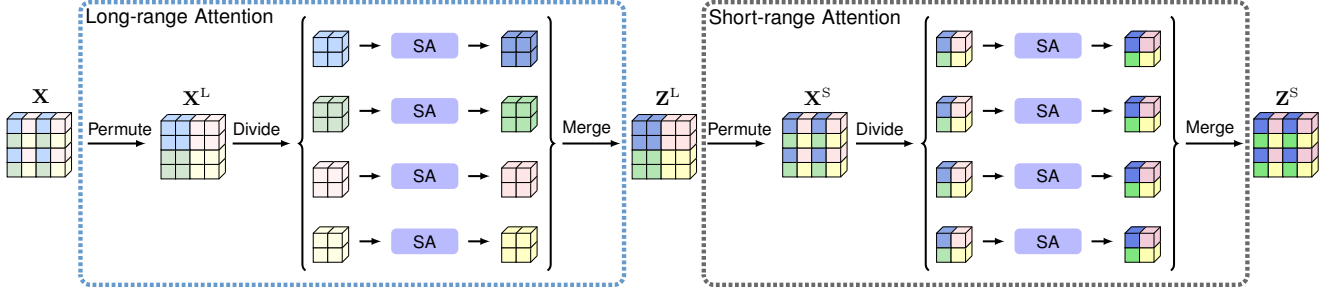 Long-range Attention
Short-range Attention
X
Permute
X^L
Divide
SA
SA
SA
SA
Merge
Z^L
Permute
X^S
Divide
SA
SA
SA
SA
Merge
Z^S